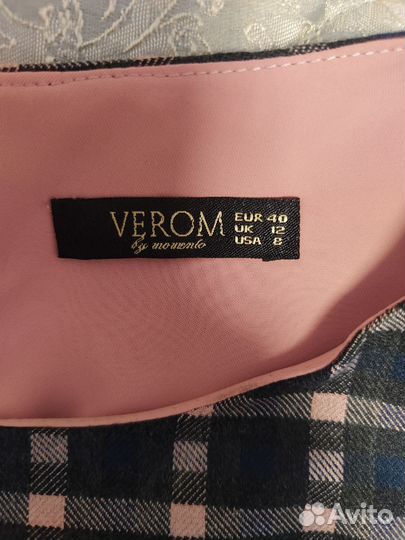 VEROM
by momento
EUR 40
UK 12
USA 8
Avito